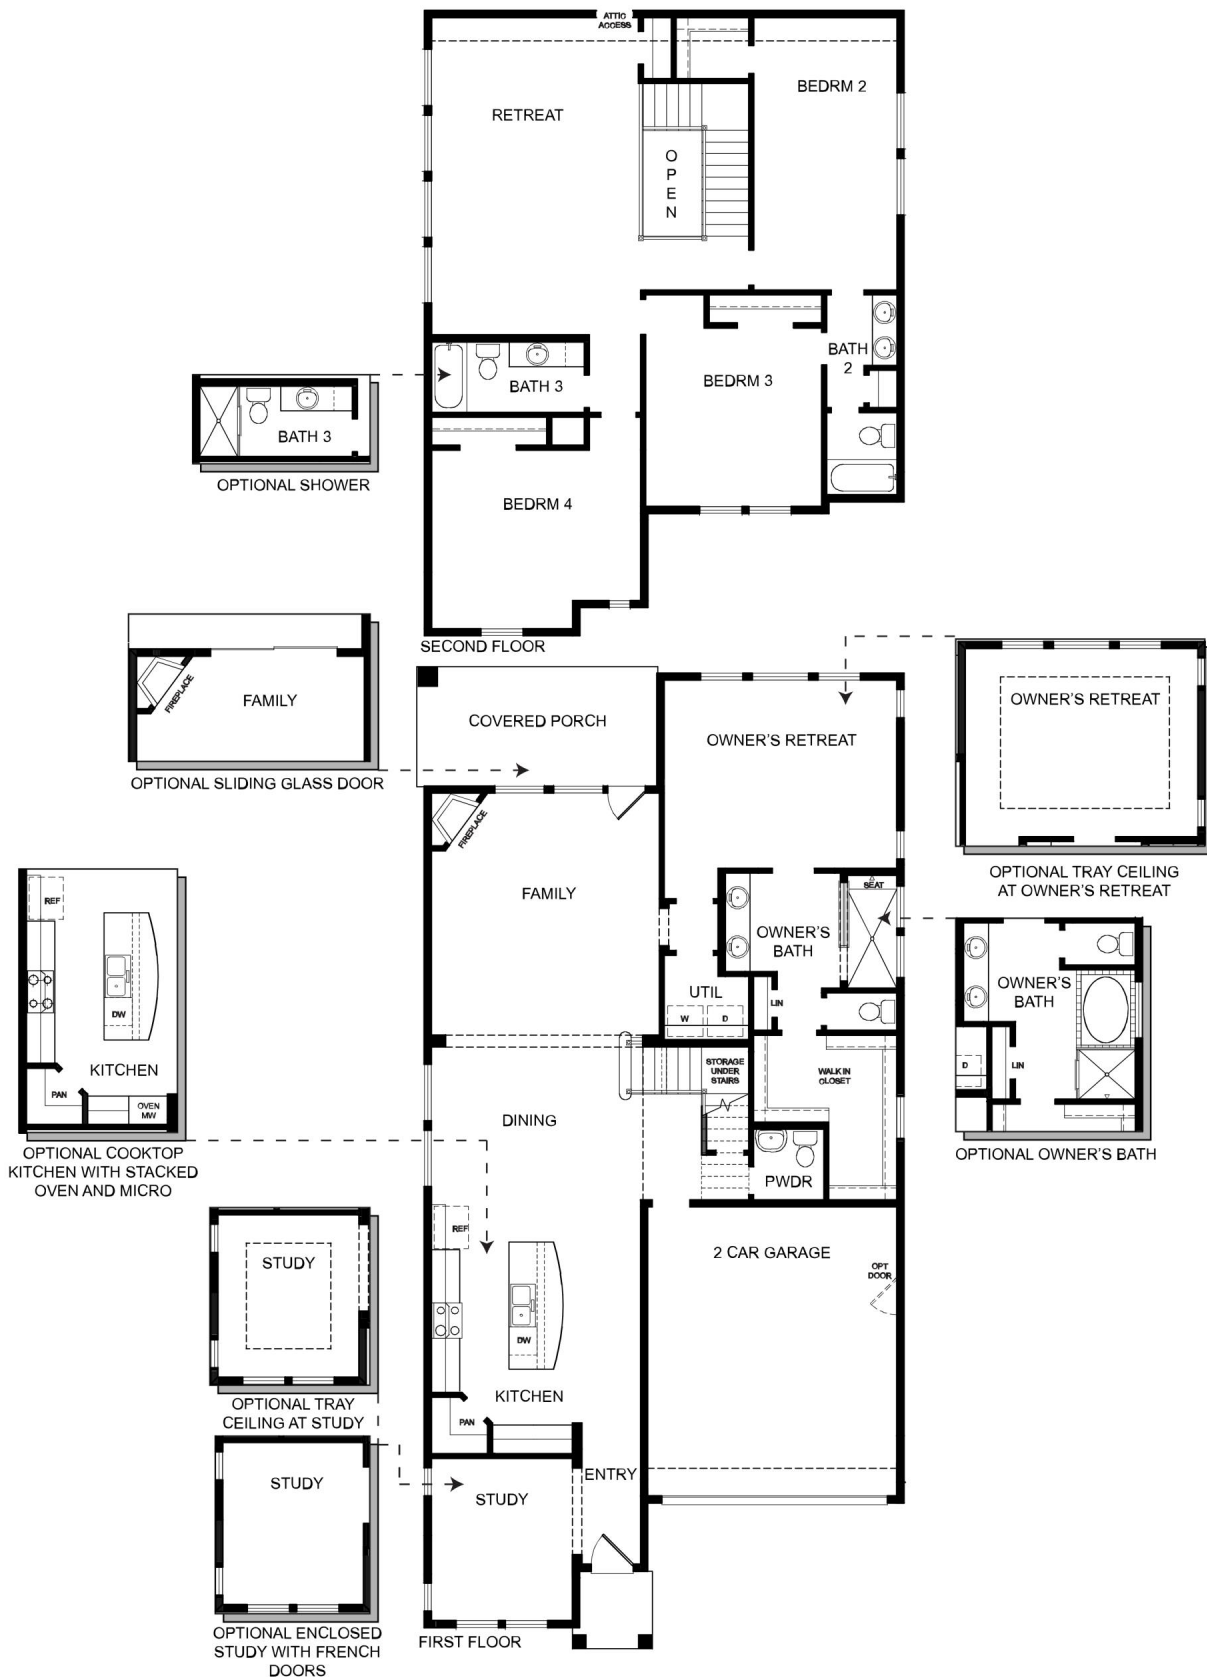 ATTIC
ACCESS
BEDRM 2
RETREAT
O
P
E
N
BATH
2
BEDRM 3
BATH 3
BEDRM 4
SECOND FLOOR
BATH 3
OPTIONAL SHOWER
FIREPLACE
FAMILY
OPTIONAL SLIDING GLASS DOOR
COVERED PORCH
OWNER'S RETREAT
OWNER'S RETREAT
OPTIONAL TRAY CEILING
AT OWNER'S RETREAT
FIREPLACE
FAMILY
SEAT
OWNER'S
BATH
UTIL
LIN
W
D
STORAGE
UNDER
STAIRS
WALK IN
CLOSET
OWNER'S
BATH
D
LIN
OPTIONAL OWNER'S BATH
REF
DW
KITCHEN
PAN
OVEN
MW
OPTIONAL COOKTOP
KITCHEN WITH STACKED
OVEN AND MICRO
DINING
PWDR
REF
2 CAR GARAGE
OPT
DOOR
DW
KITCHEN
PAN
STUDY
OPTIONAL TRAY
CEILING AT STUDY
STUDY
OPTIONAL ENCLOSED
STUDY WITH FRENCH
DOORS
ENTRY
STUDY
FIRST FLOOR